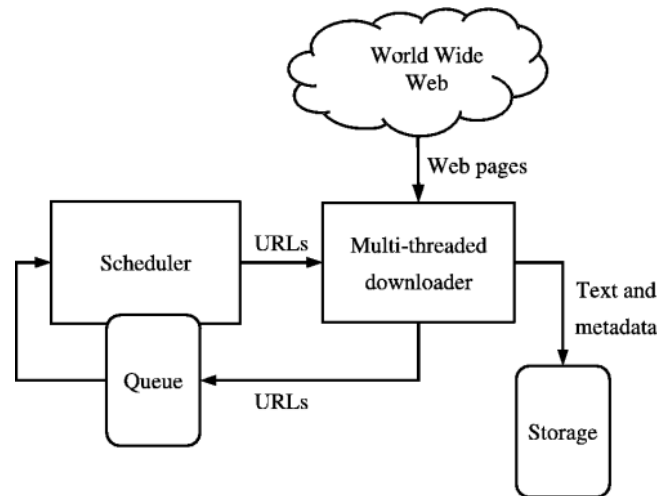 World Wide
Web
Web pages
URLs
Scheduler
Multi-threaded
downloader
Text and
metadata
Queue
URLs
Storage